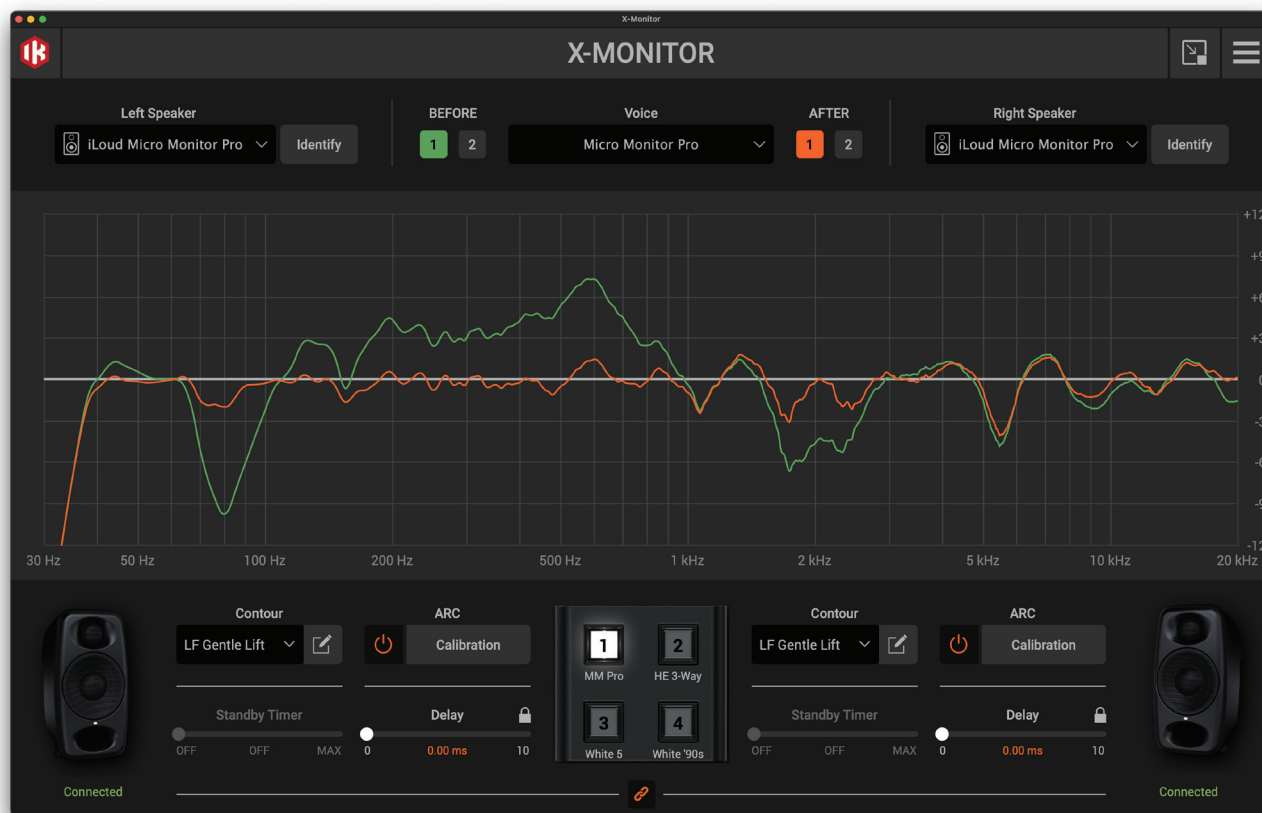 X-Monitor
X-MONITOR
Left Speaker
iLoud Micro Monitor Pro
Identify
BEFORE
1 2
Voice
Micro Monitor Pro
AFTER
1 2
Right Speaker
iLoud Micro Monitor Pro
Identify
+12
+9
+6
+3
0
-3
-6
-9
-12
30 Hz 50 Hz 100 Hz 200 Hz 500 Hz 1 kHz 2 kHz 5 kHz 10 kHz 20 kHz
Contour
LF Gentle Lift
ARC
Calibration
Standby Timer
OFF OFF MAX
Delay
0 0.00 ms 10
Connected
1 2
MM Pro HE 3-Way
3 4
White 5 White '90s
Contour
LF Gentle Lift
ARC
Calibration
Standby Timer
OFF OFF MAX
Delay
0 0.00 ms 10
Connected